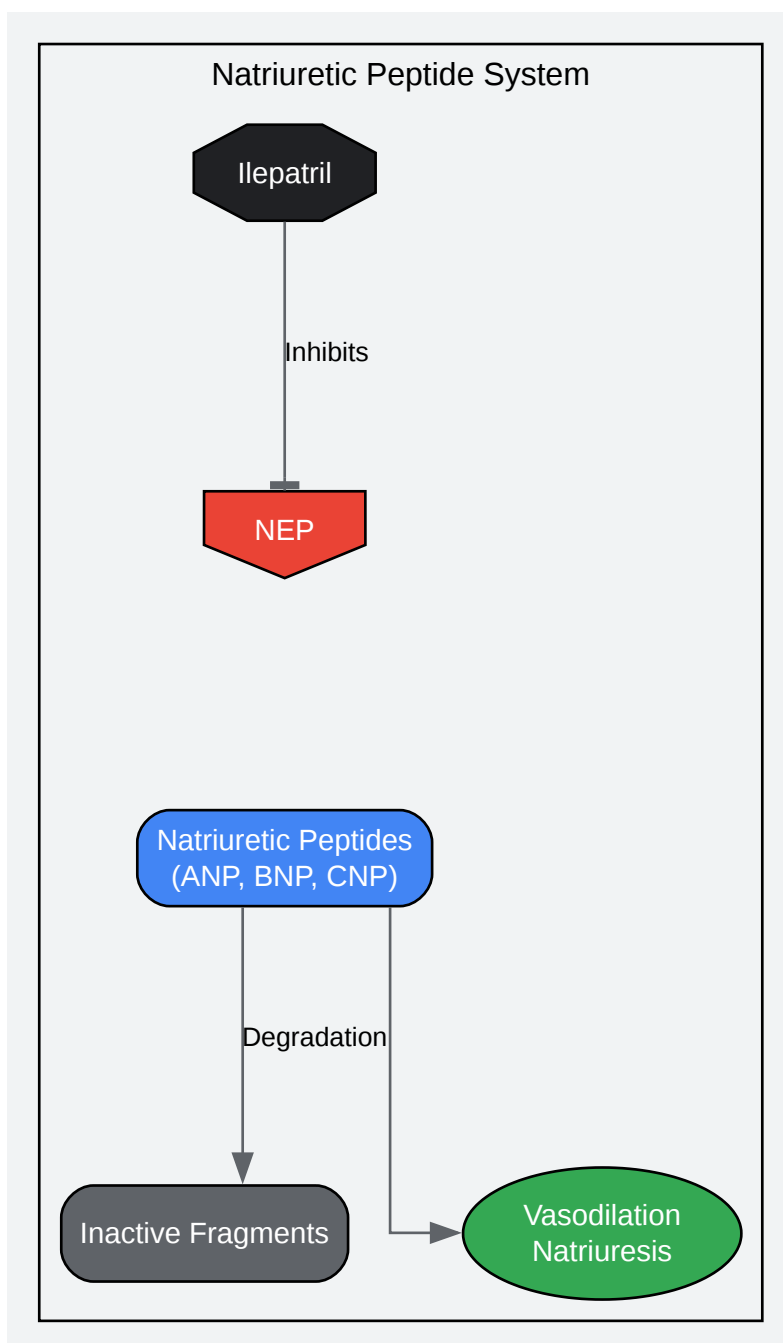 Natriuretic Peptide System
Ilepatril
Inhibits
NEP
Natriuretic Peptides
(ANP, BNP, CNP)
Degradation
Inactive Fragments
Vasodilation
Natriuresis